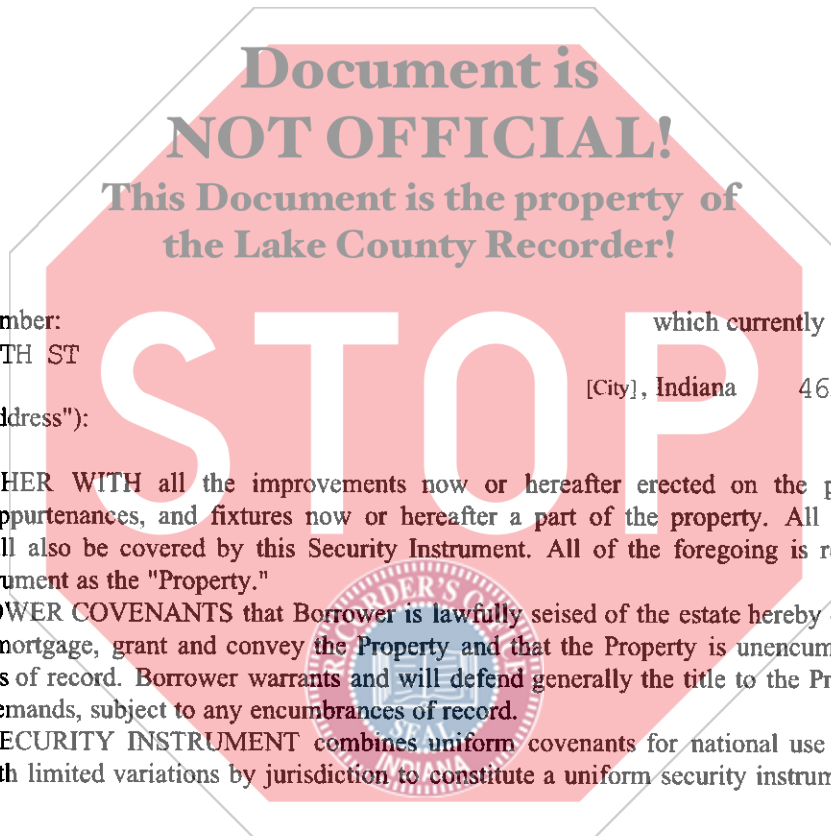 Document is
NOT OFFICIAL!
This Document is the property of
the Lake County Recorder!
mber: which currently
TH ST
[City], Indiana 46
ddress"):
STOP
HER WITH all the improvements now or hereafter erected on the p
ppurtenances, and fixtures now or hereafter a part of the property. All
ll also be covered by this Security Instrument. All of the foregoing is r
ument as the "Property."
OWER COVENANTS that Borrower is lawfully seised of the estate hereby
mortgage, grant and convey the Property and that the Property is unencum
s of record. Borrower warrants and will defend generally the title to the Pr
emands, subject to any encumbrances of record.
ECURITY INSTRUMENT combines uniform covenants for national use
th limited variations by jurisdiction to constitute a uniform security instrum
RECORDER'S OFFICE
SEAL
INDIANA